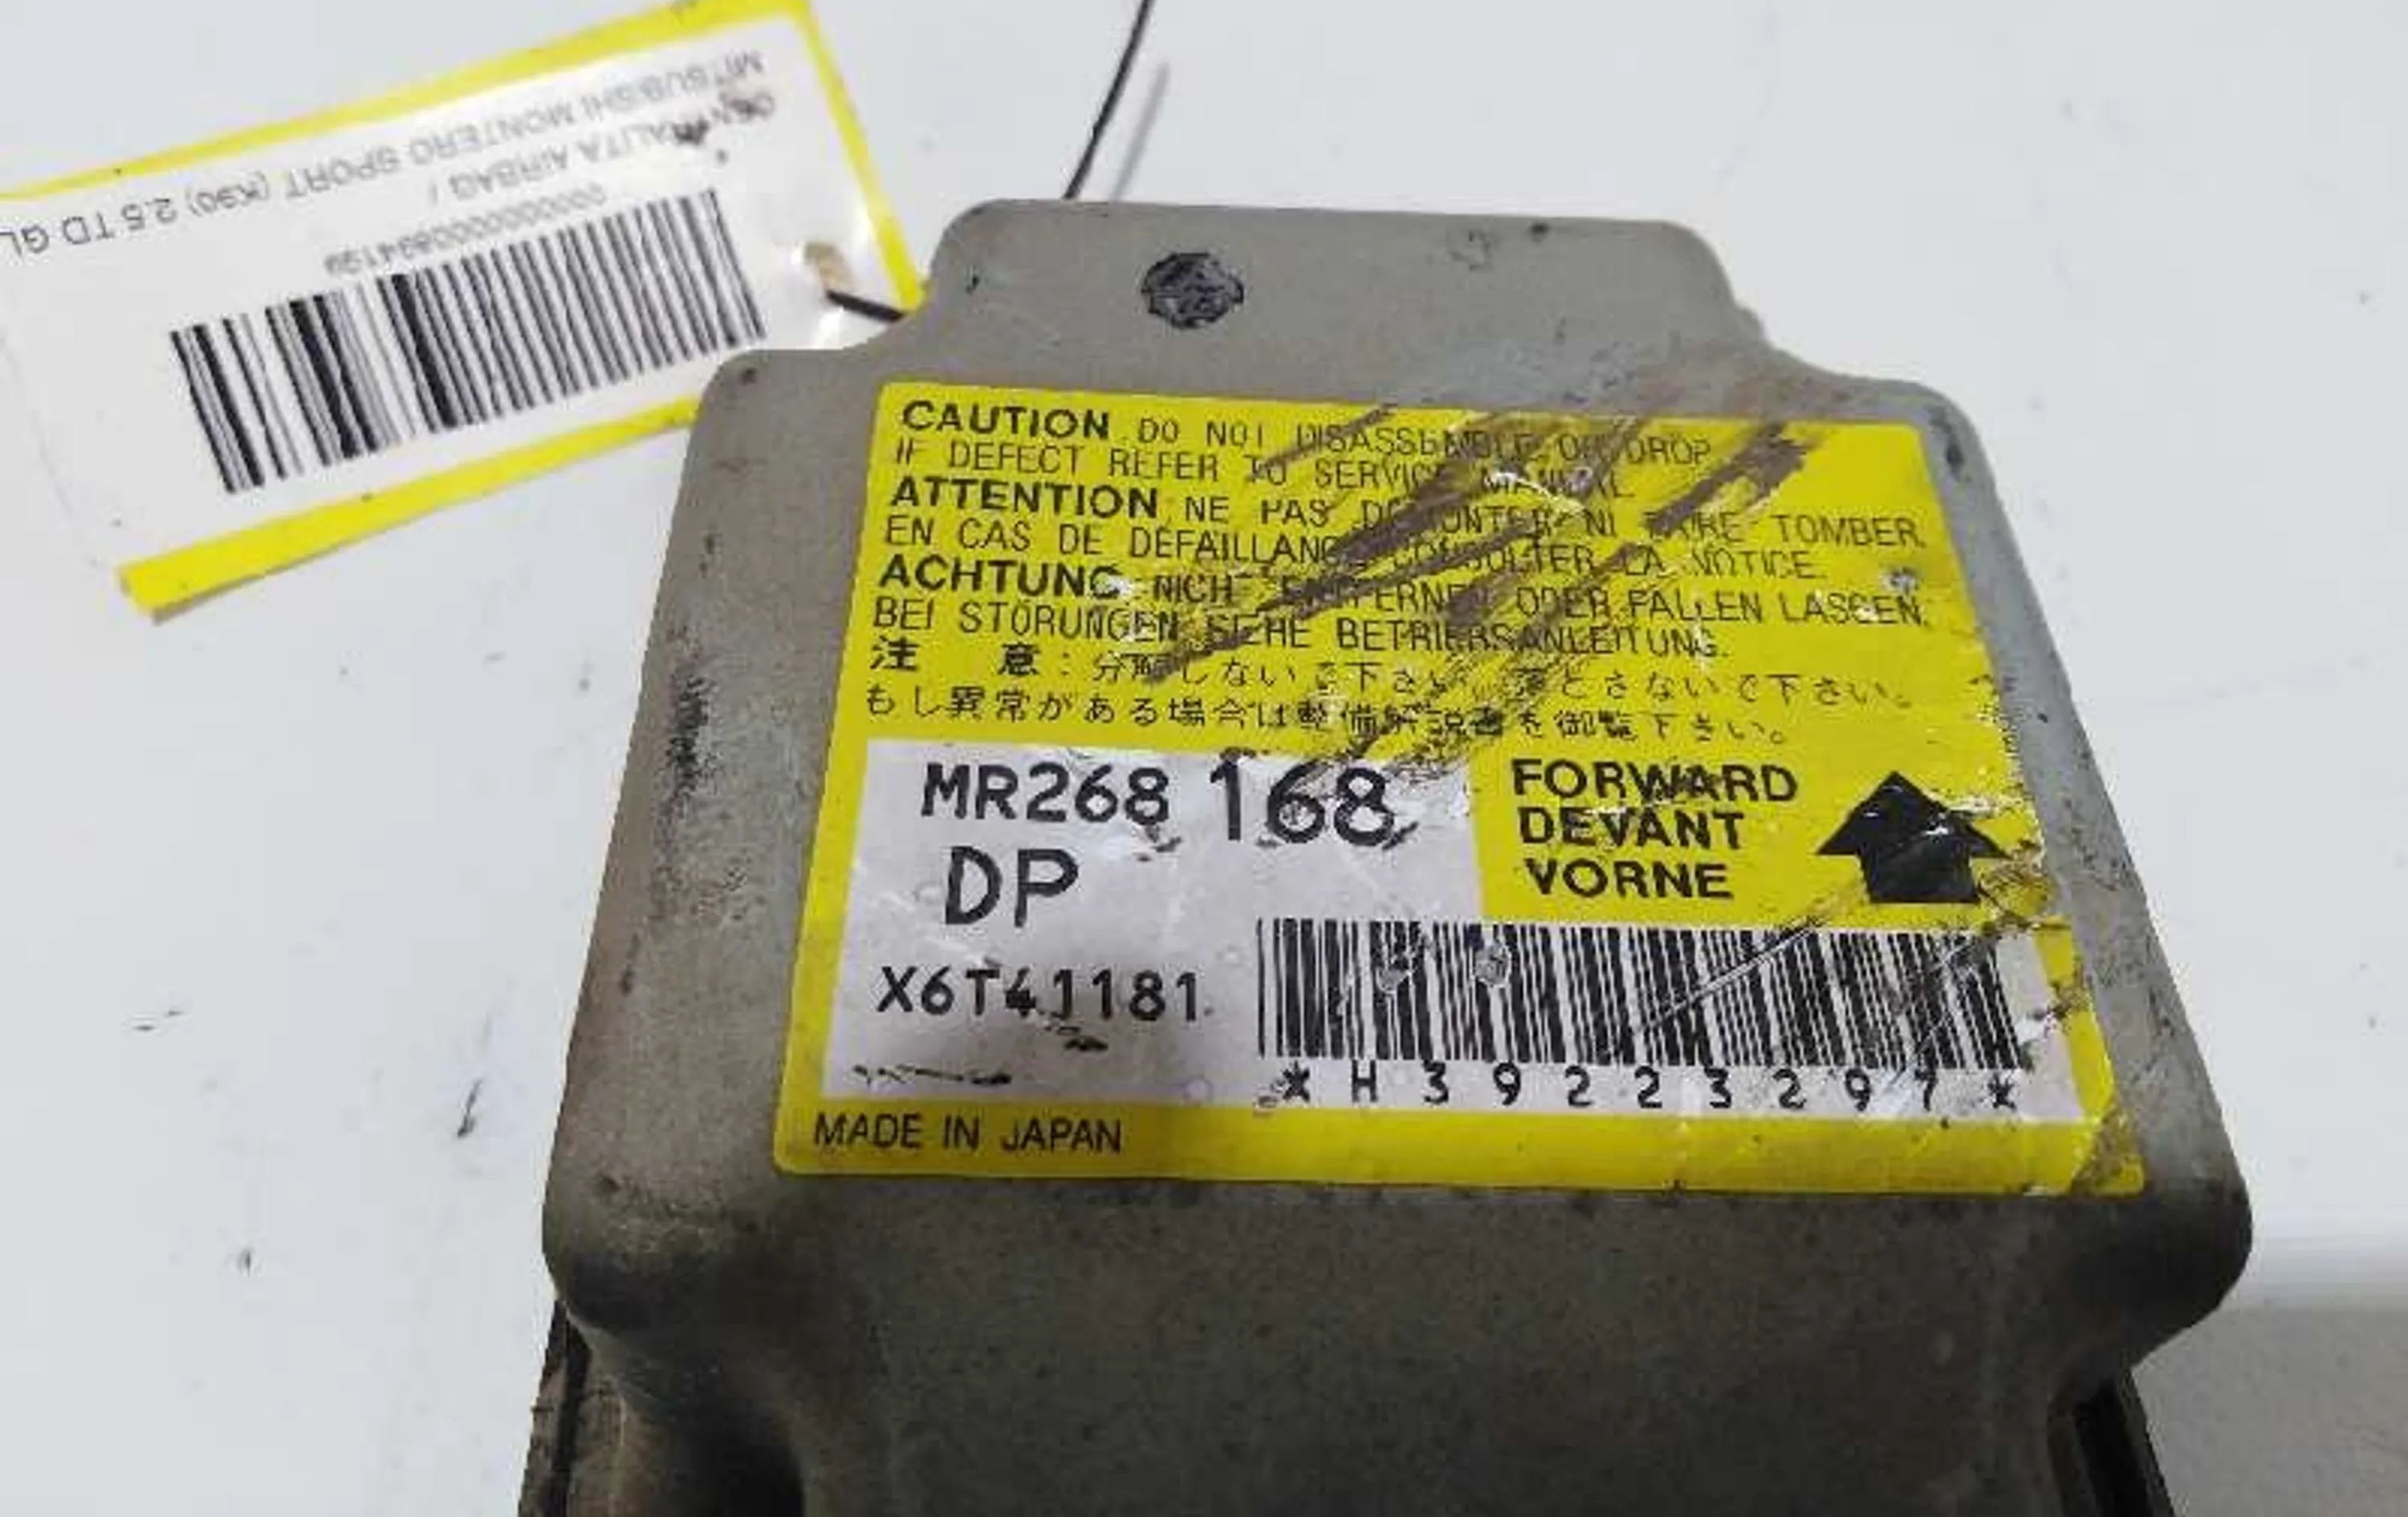 MITSUBISHI MONTERO SPORT (K90) 2.5 TD GL
CENTRALITA AIRBAG /
CAUTION DO NOT DISASSEMBLE OR DROP
IF DEFECT REFER TO SERVICE MANUAL
ATTENTION NE PAS DEMONTER NI FAIRE TOMBER.
EN CAS DE DÉFAILLANCE CONSULTER LA NOTICE.
ACHTUNG NICHT ENTFERNEN ODER FALLEN LASSEN.
BEI STÖRUNGEN SIEHE BETRIEBSANLEITUNG.
注 意：分解しないで下さい。落とさないで下さい。
もし異常がある場合は整備解説書を御覧下さい。
MR268 168
DP
FORWARD
DEVANT
VORNE
X6T41181
*H39223297*
MADE IN JAPAN